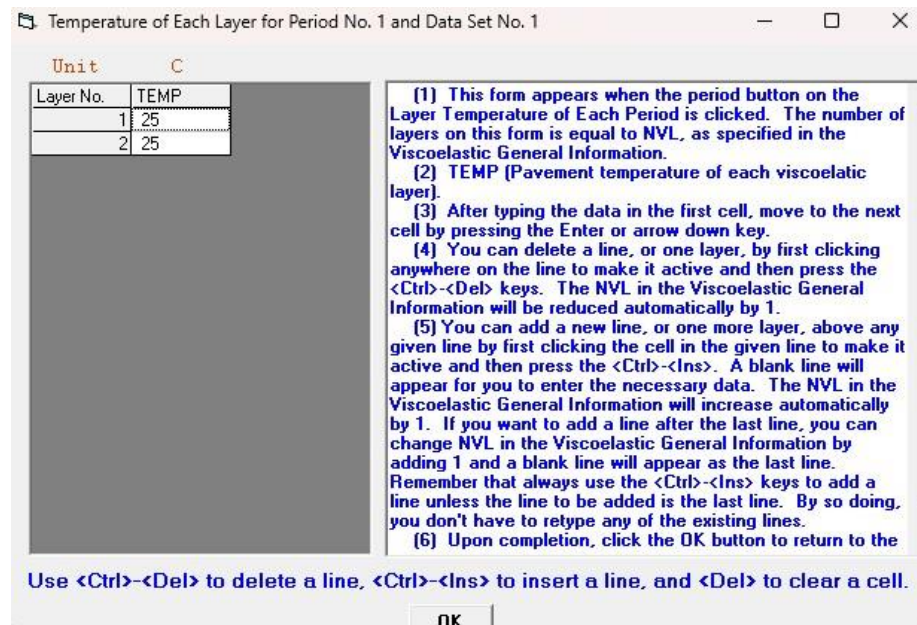 Temperature of Each Layer for Period No. 1 and Data Set No. 1
Unit C
Layer No. TEMP
1 25
2 25
(1) This form appears when the period button on the
Layer Temperature of Each Period is clicked. The number of
layers on this form is equal to NVL, as specified in the
Viscoelastic General Information.
(2) TEMP (Pavement temperature of each viscoelatic
layer).
(3) After typing the data in the first cell, move to the next
cell by pressing the Enter or arrow down key.
(4) You can delete a line, or one layer, by first clicking
anywhere on the line to make it active and then press the
<Ctrl>-<Del> keys. The NVL in the Viscoelastic General
Information will be reduced automatically by 1.
(5) You can add a new line, or one more layer, above any
given line by first clicking the cell in the given line to make it
active and then press the <Ctrl>-<Ins>. A blank line will
appear for you to enter the necessary data. The NVL in the
Viscoelastic General Information will increase automatically
by 1. If you want to add a line after the last line, you can
change NVL in the Viscoelastic General Information by
adding 1 and a blank line will appear as the last line.
Remember that always use the <Ctrl>-<Ins> keys to add a
line unless the line to be added is the last line. By so doing,
you don't have to retype any of the existing lines.
(6) Upon completion, click the OK button to return to the
Use <Ctrl>-<Del> to delete a line, <Ctrl>-<Ins> to insert a line, and <Del> to clear a cell.
OK